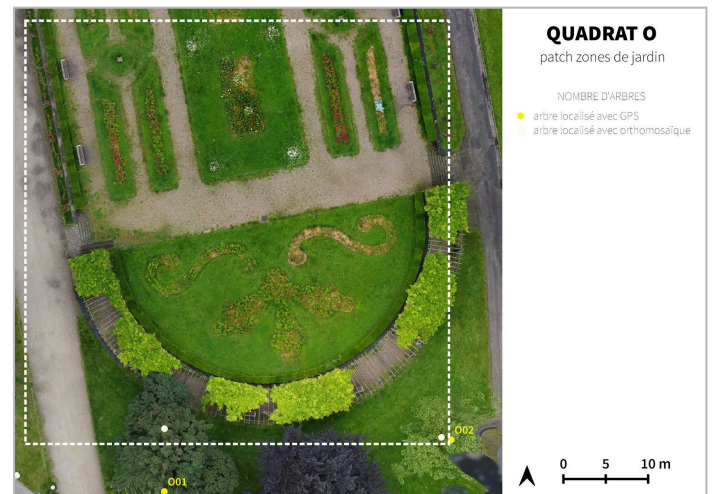 QUADRAT O
patch zones de jardin
NOMBRE D'ARBRES
arbre localisé avec GPS
arbre localisé avec orthomosaïque
O02
O01
0 5 10 m